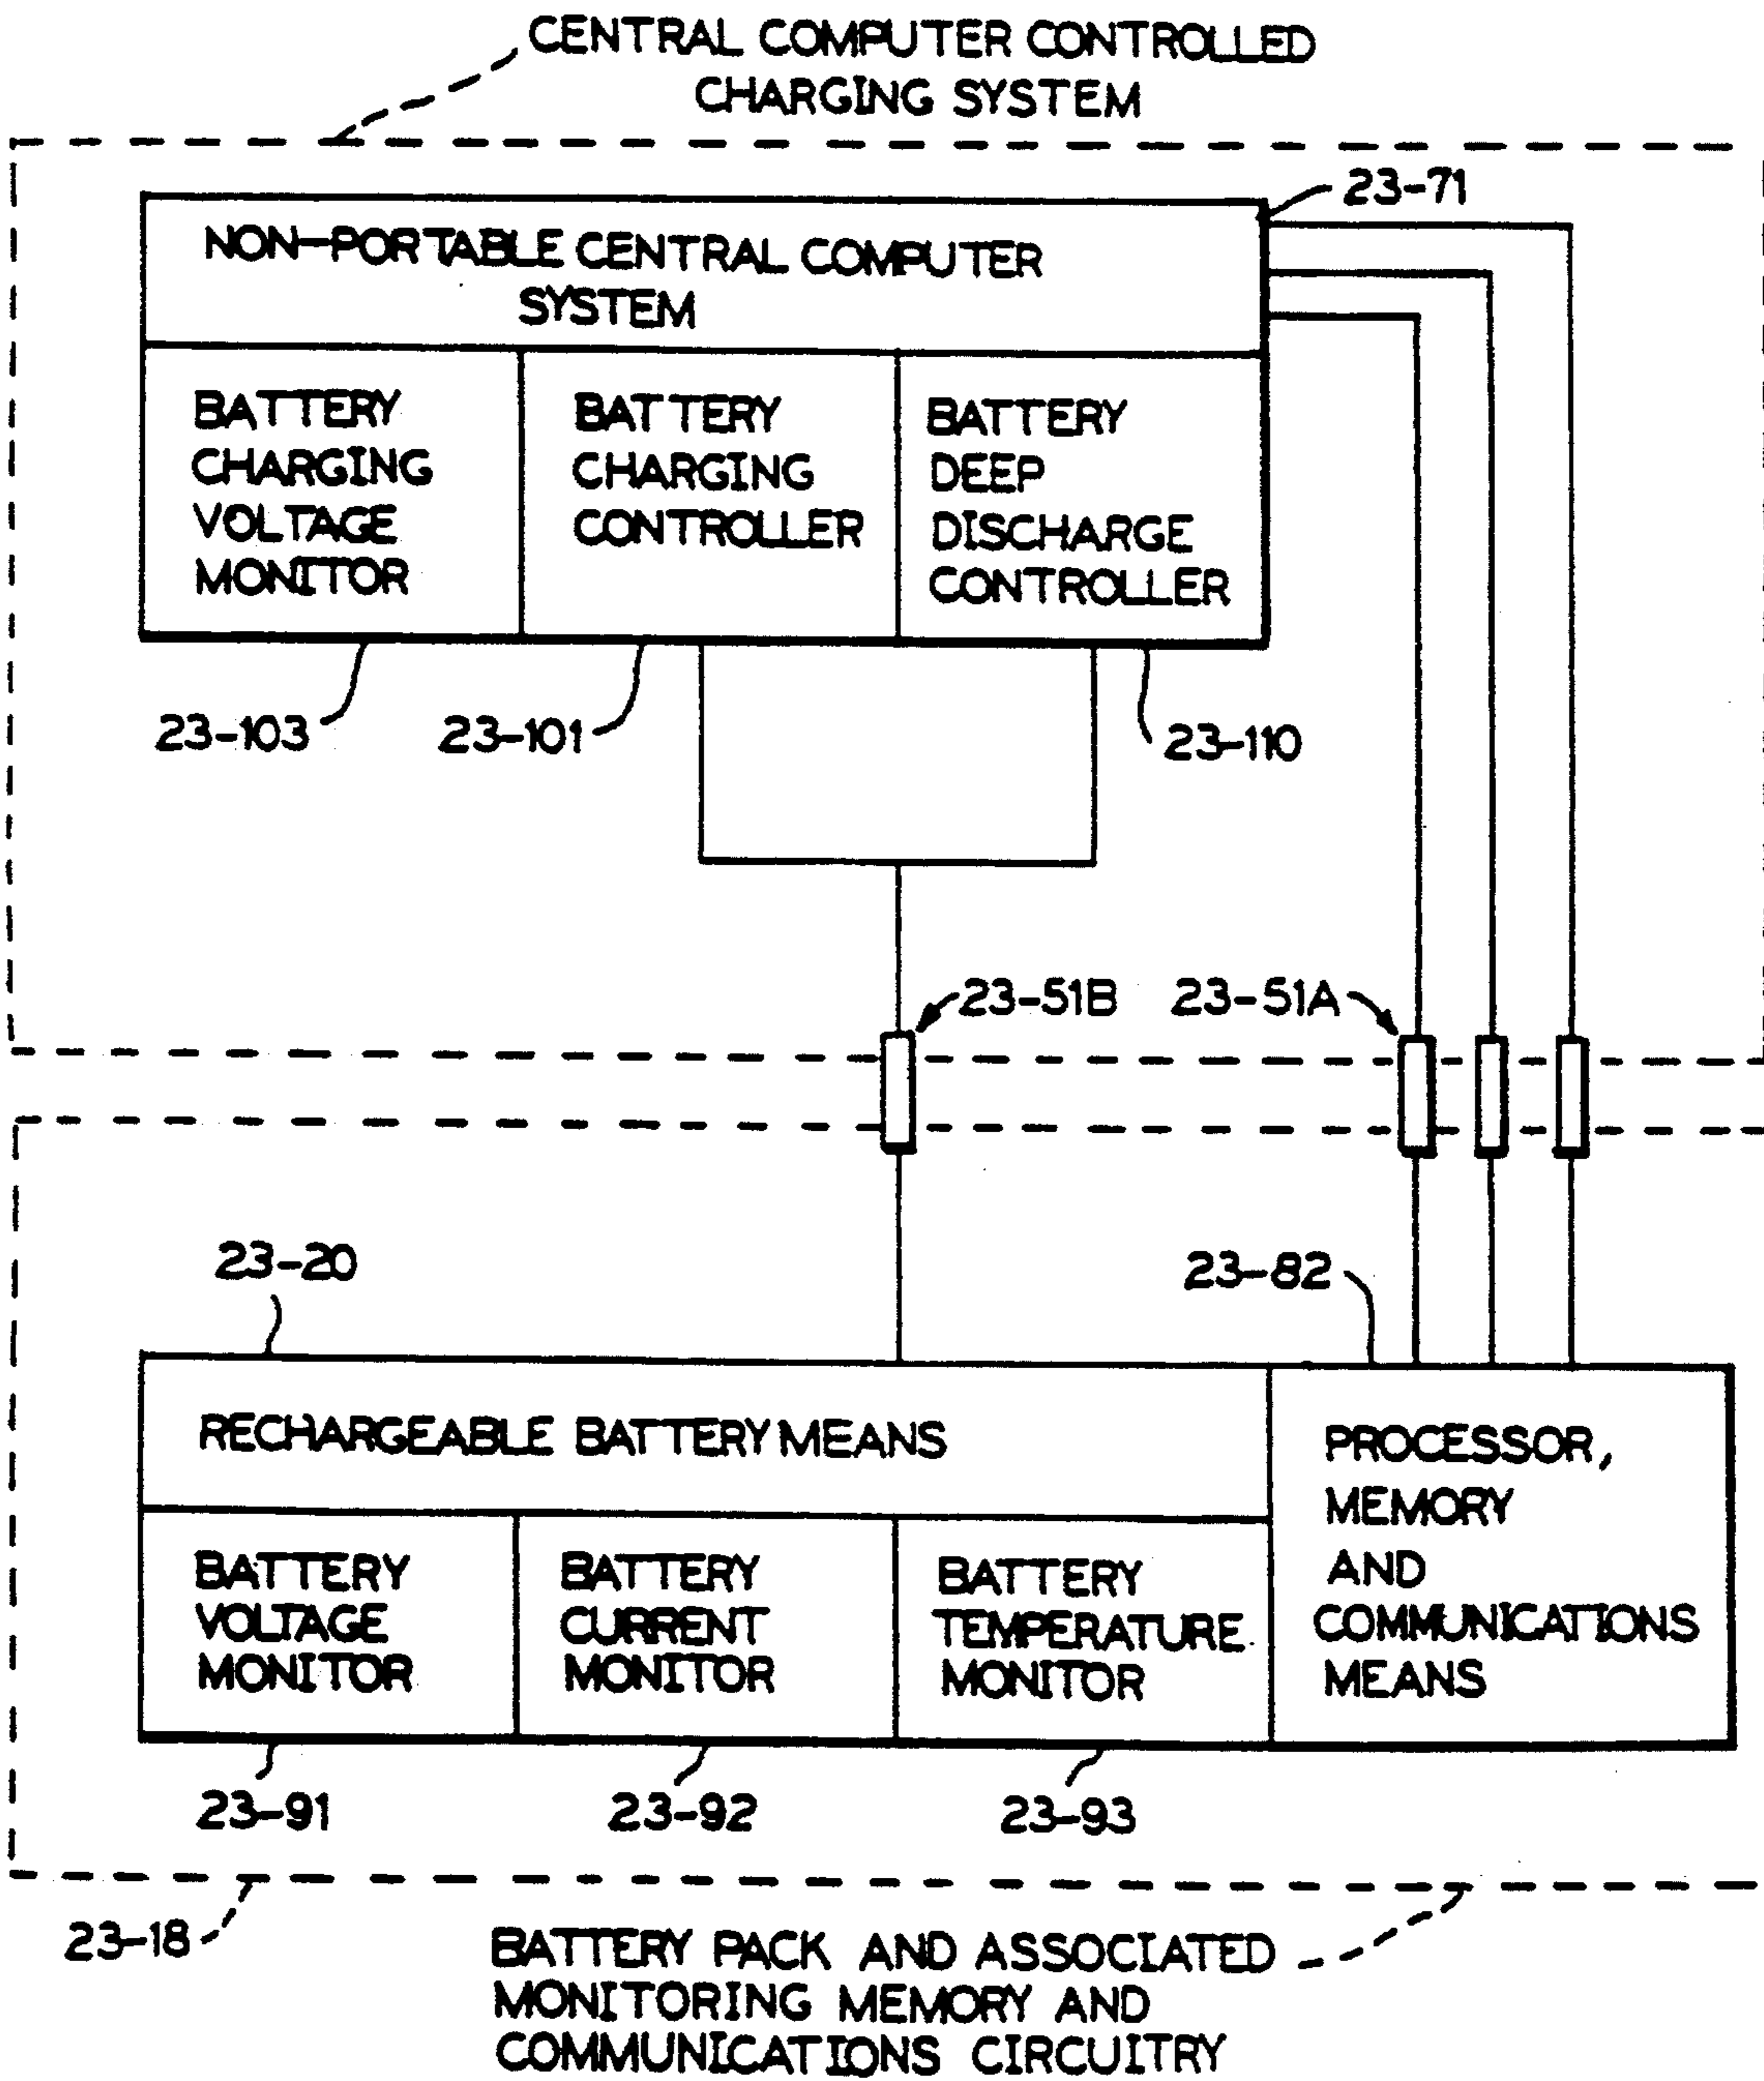 CENTRAL COMPUTER CONTROLLED
CHARGING SYSTEM
23-71
NON-PORTABLE CENTRAL COMPUTER
SYSTEM
BATTERY
CHARGING
VOLTAGE
MONITOR
BATTERY
CHARGING
CONTROLLER
BATTERY
DEEP
DISCHARGE
CONTROLLER
23-103
23-101
23-110
23-51B
23-51A
23-20
23-82
RECHARGEABLE BATTERY MEANS
BATTERY
VOLTAGE
MONITOR
BATTERY
CURRENT
MONITOR
BATTERY
TEMPERATURE
MONITOR
PROCESSOR,
MEMORY
AND
COMMUNICATIONS
MEANS
23-91
23-92
23-93
23-18
BATTERY PACK AND ASSOCIATED
MONITORING MEMORY AND
COMMUNICATIONS CIRCUITRY